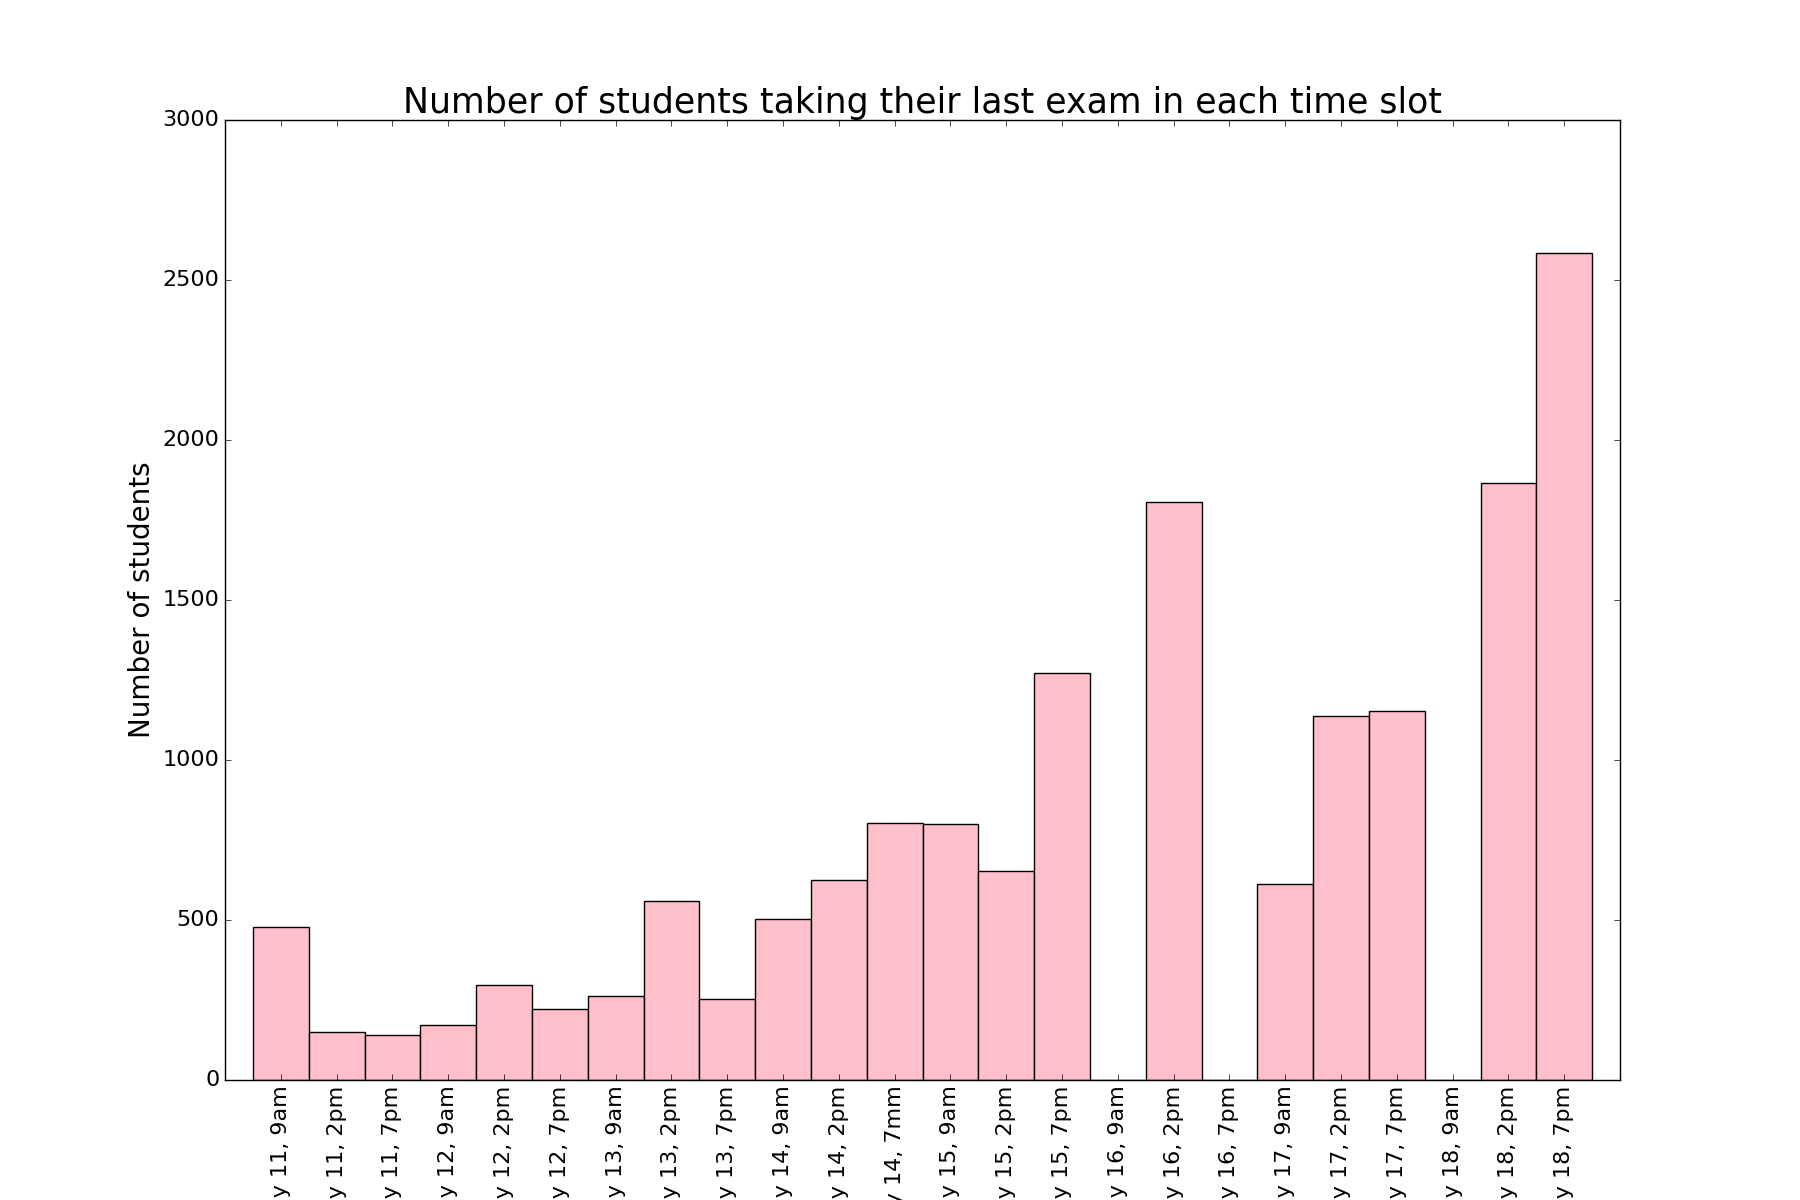 Number of students taking their last exam in each time slot
Number of students
3000
2500
2000
1500
1000
500
0
y 11, 9am
y 11, 2pm
y 11, 7pm
y 12, 9am
y 12, 2pm
y 12, 7pm
y 13, 9am
y 13, 2pm
y 13, 7pm
y 14, 9am
y 14, 2pm
y 14, 7mm
y 15, 9am
y 15, 2pm
y 15, 7pm
y 16, 9am
y 16, 2pm
y 16, 7pm
y 17, 9am
y 17, 2pm
y 17, 7pm
y 18, 9am
y 18, 2pm
y 18, 7pm